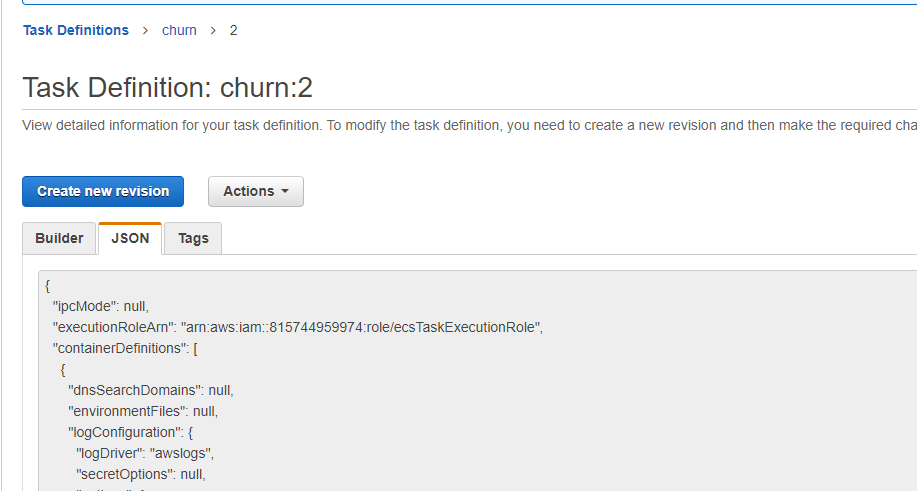 Task Definitions > churn > 2
Task Definition: churn:2
View detailed information for your task definition. To modify the task definition, you need to create a new revision and then make the required cha
Create new revision Actions
Builder JSON Tags
{
"ipcMode": null,
"executionRoleArn": "arn:aws:iam::815744959974:role/ecsTaskExecutionRole",
"containerDefinitions": [
{
"dnsSearchDomains": null,
"environmentFiles": null,
"logConfiguration": {
"logDriver": "awslogs",
"secretOptions": null,